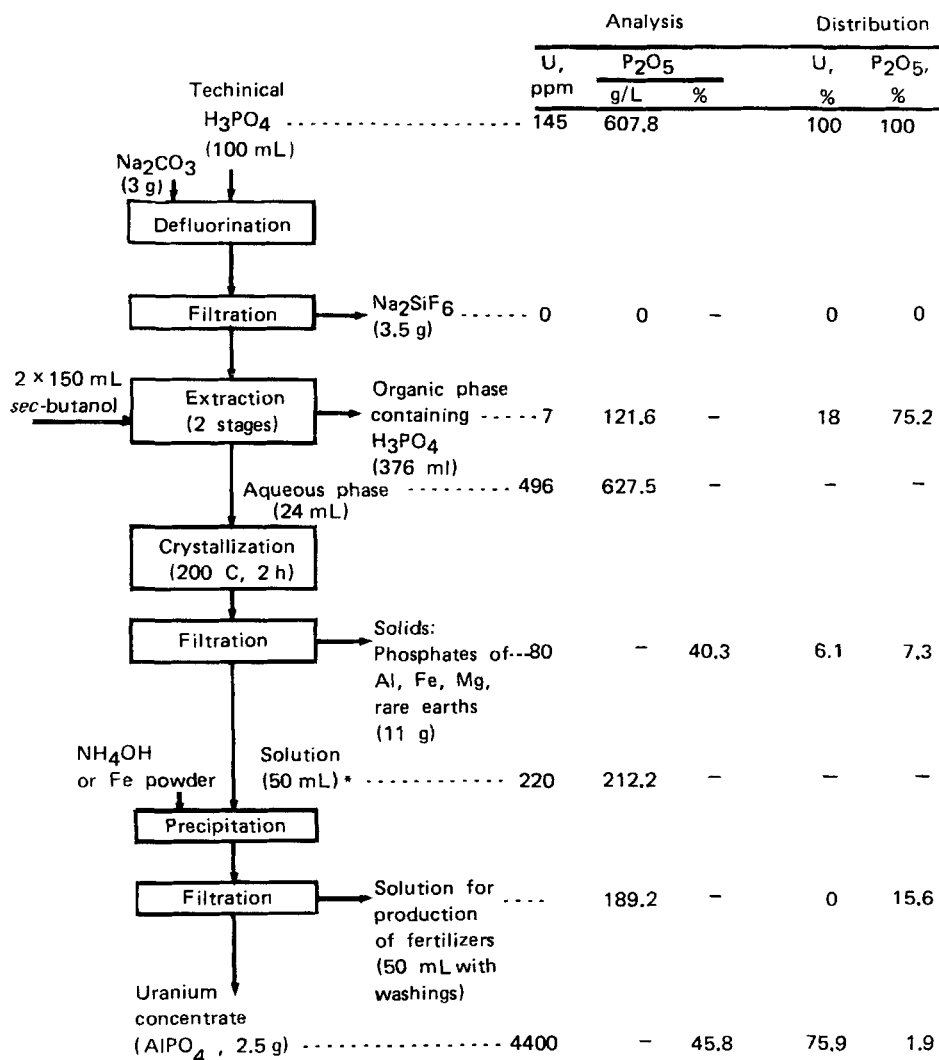 Analysis Distribution
U, P2O5 U, P2O5,
ppm g/L % % %
Techinical
H3PO4 145 607.8 100 100
(100 mL)
Na2CO3
(3 g)
Defluorination
Filtration Na2SiF6 0 0 – 0 0
(3.5 g)
2 × 150 mL
sec-butanol
Extraction
(2 stages)
Organic phase
containing 7 121.6 – 18 75.2
H3PO4
(376 ml)
Aqueous phase 496 627.5 – – –
(24 mL)
Crystallization
(200 C, 2 h)
Filtration
Solids:
Phosphates of 80 – 40.3 6.1 7.3
Al, Fe, Mg,
rare earths
(11 g)
NH4OH
or Fe powder
Solution
(50 mL) * 220 212.2 – – –
Precipitation
Filtration
Solution for 189.2 – 0 15.6
production
of fertilizers
(50 mL with
washings)
Uranium
concentrate
(AlPO4 , 2.5 g) 4400 – 45.8 75.9 1.9